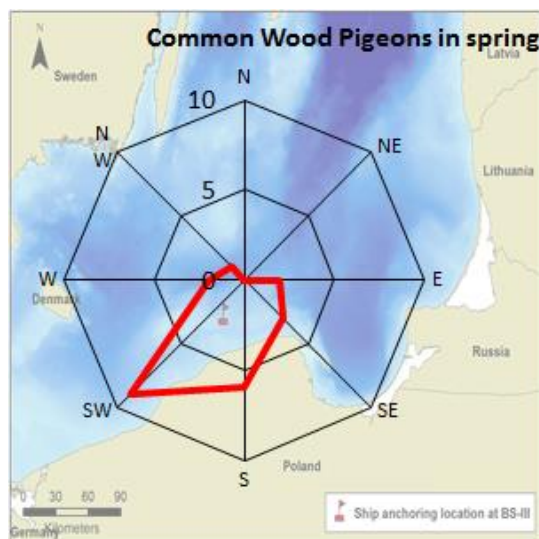 Common Wood Pigeons in spring
N
Sweden
Latvia
N
10
N
W
NE
Lithuania
5
W
0
E
Denmark
Russia
SW
SE
Poland
S
0 30 60 90
Kilometers
Germany
Ship anchoring location at BS-III